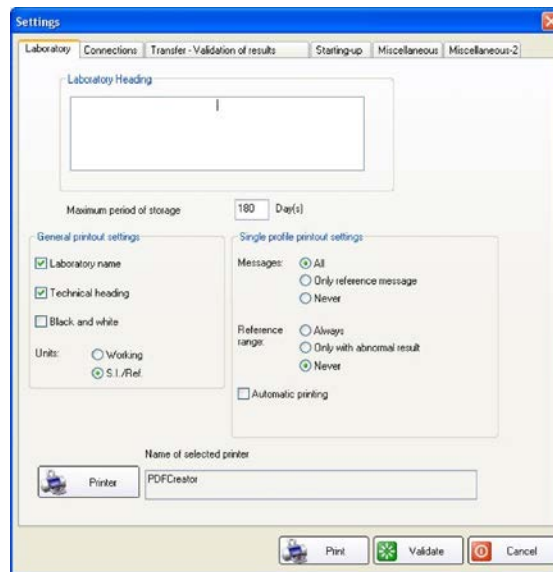 Settings
Laboratory Connections Transfer - Validation of results Starting-up Miscellaneous Miscellaneous-2
Laboratory Heading
Maximum period of storage 180 Day(s)
General printout settings
Laboratory name
Technical heading
Black and white
Units: Working
S.I./Ref.
Single profile printout settings
Messages: All
Only reference message
Never
Reference range: Always
Only with abnormal result
Never
Automatic printing
Name of selected printer
Printer PDFCreator
Print Validate Cancel